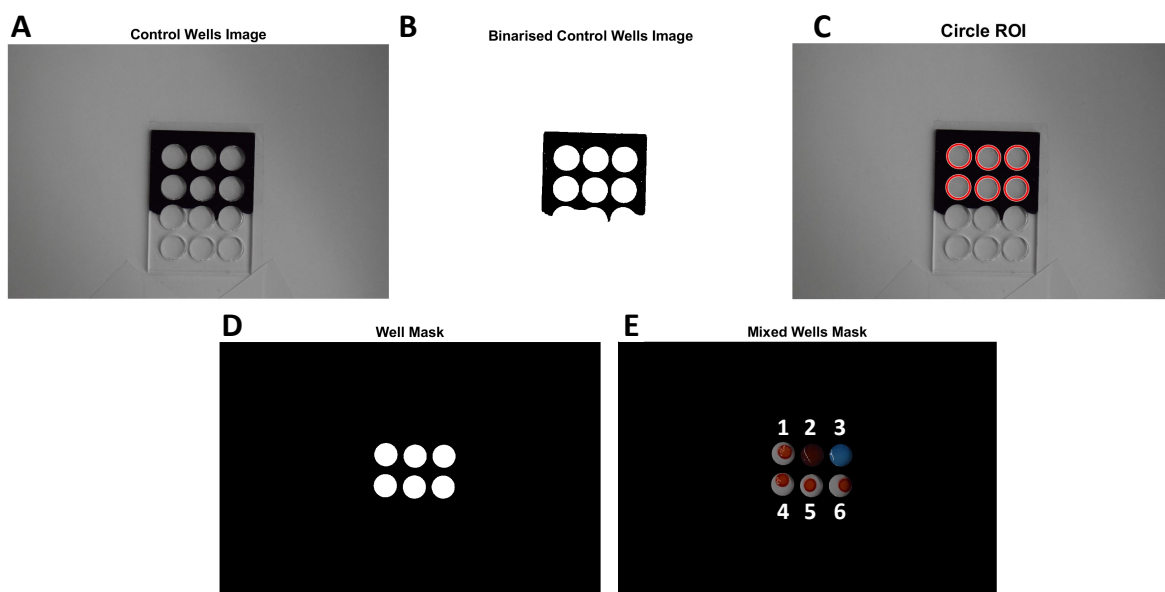 A
Control Wells Image
B
Binarised Control Wells Image
C
Circle ROI
D
Well Mask
E
Mixed Wells Mask
1 2 3
4 5 6